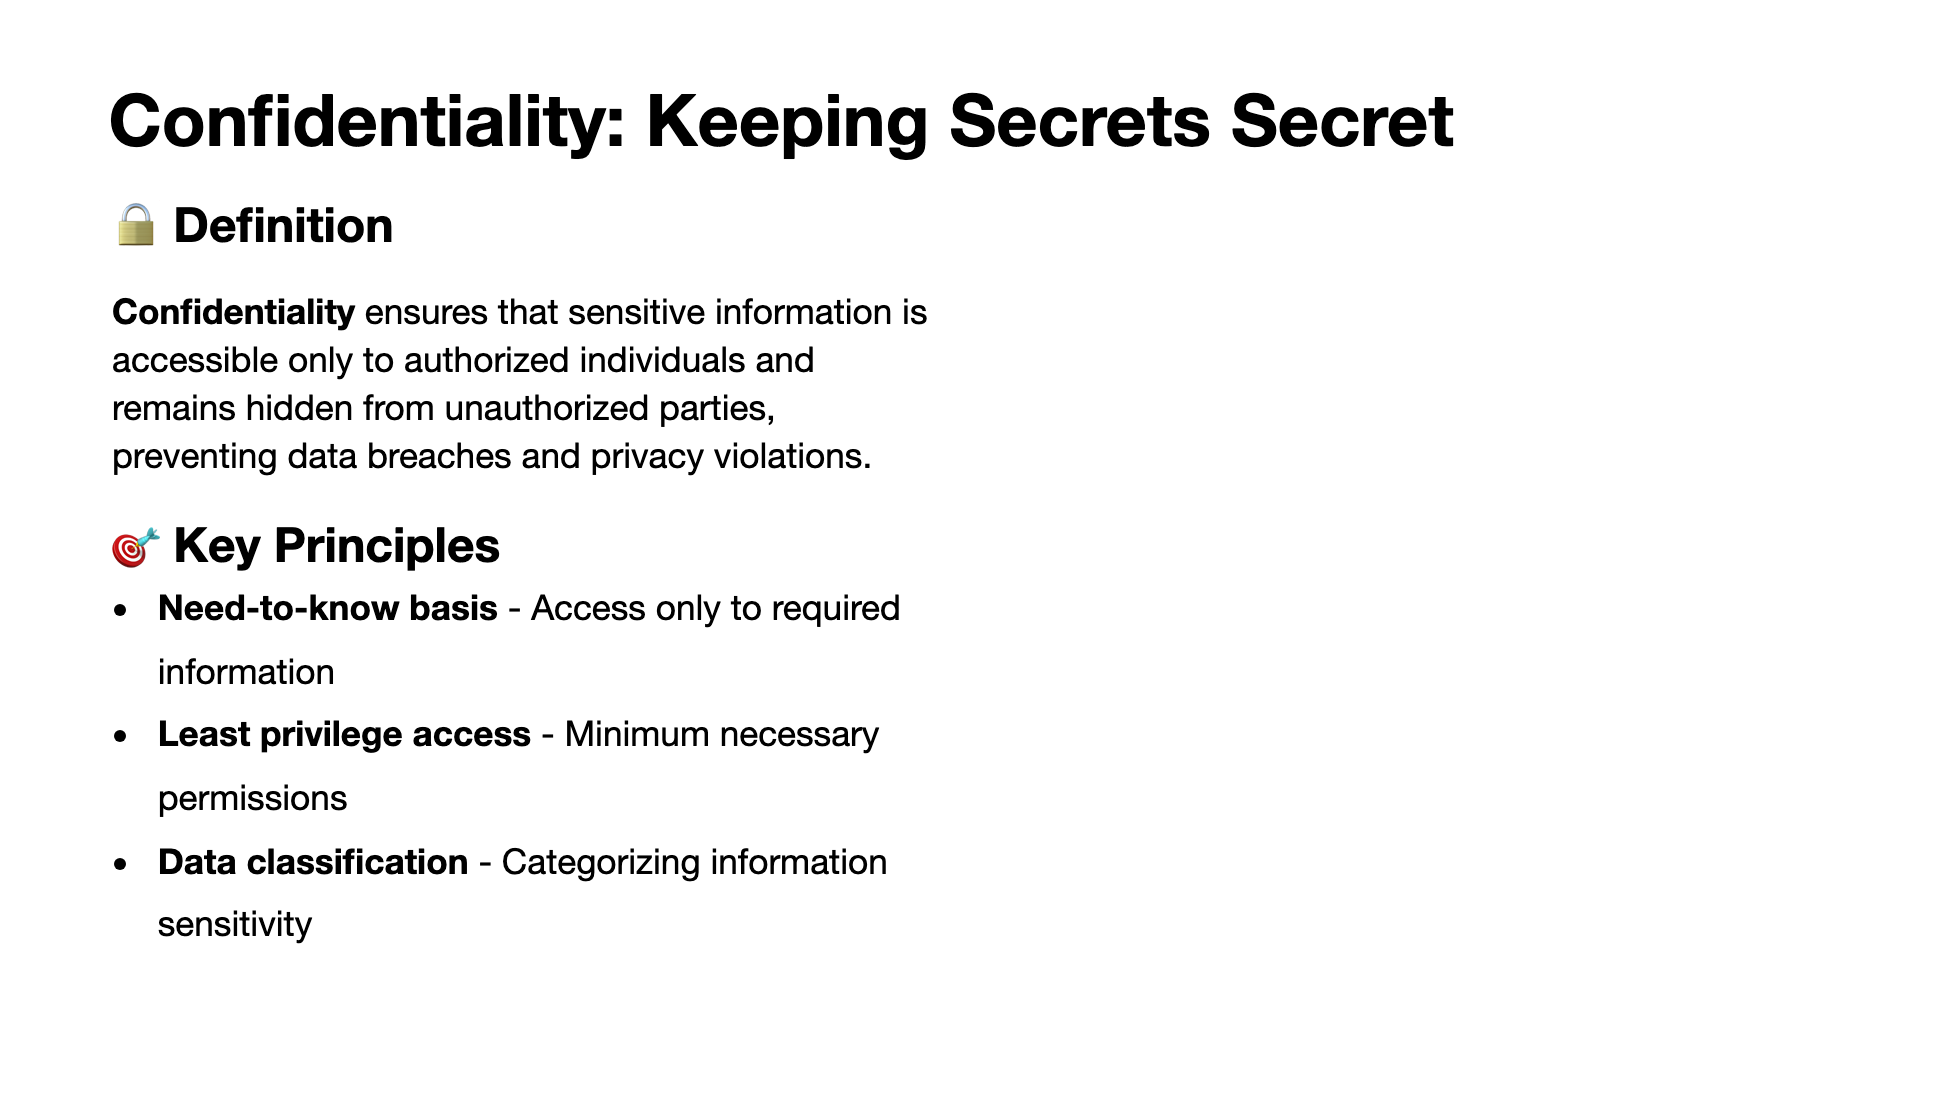 Confidentiality: Keeping Secrets Secret
🔒 Definition
Confidentiality ensures that sensitive information is
accessible only to authorized individuals and
remains hidden from unauthorized parties,
preventing data breaches and privacy violations.
🎯 Key Principles
• Need-to-know basis - Access only to required
information
• Least privilege access - Minimum necessary
permissions
• Data classification - Categorizing information
sensitivity